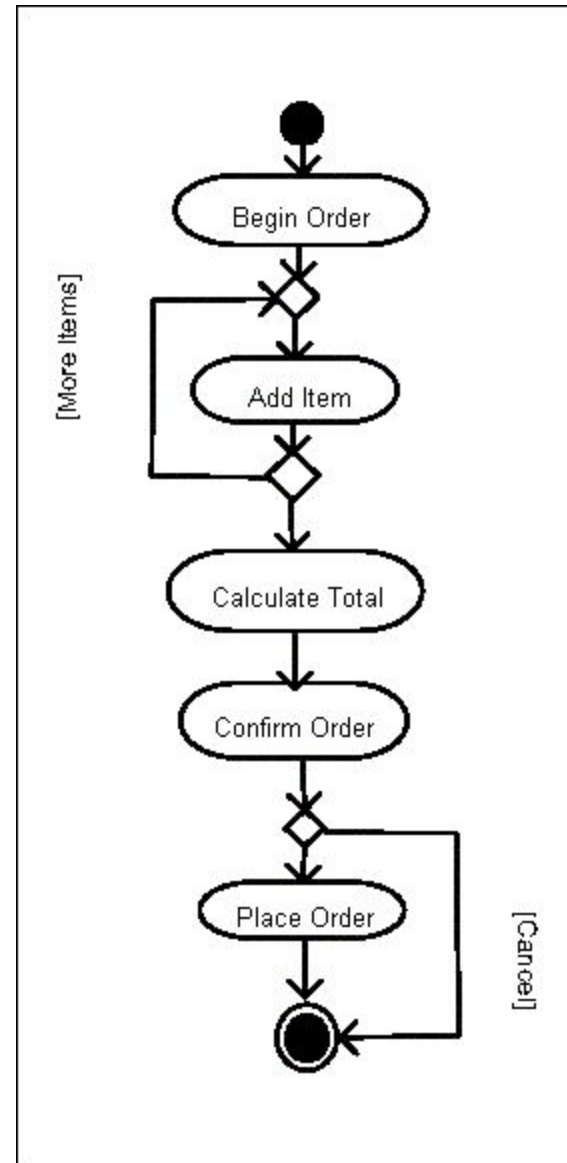 Begin Order
[More Items]
Add Item
Calculate Total
Confirm Order
Place Order
[Cancel]